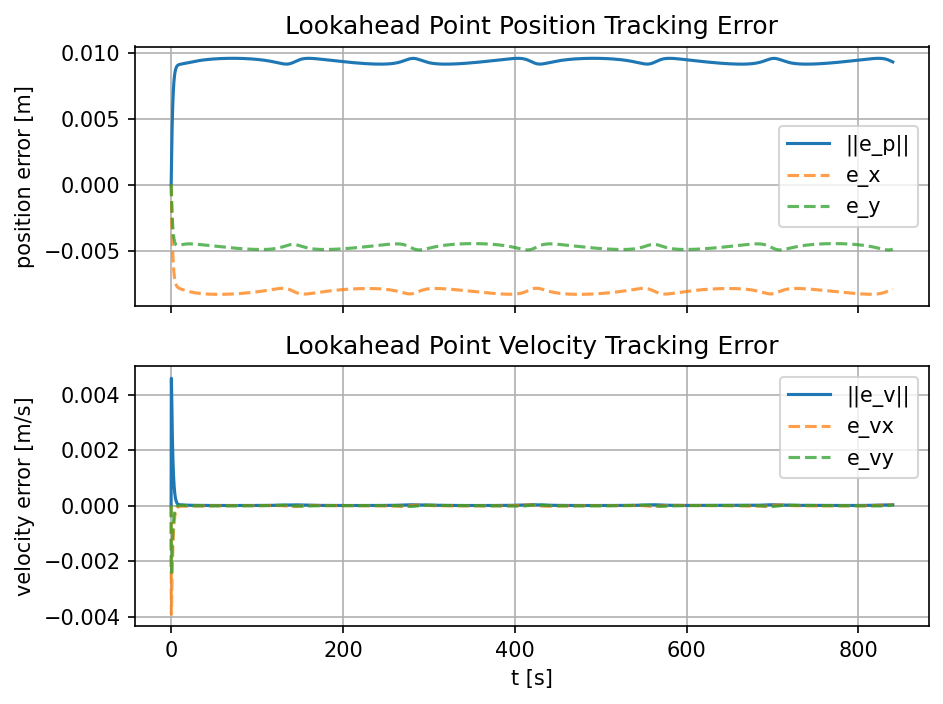 Lookahead Point Position Tracking Error
position error [m]
0.010
0.005
0.000
−0.005
||e_p||
e_x
e_y
Lookahead Point Velocity Tracking Error
velocity error [m/s]
0.004
0.002
0.000
−0.002
−0.004
||e_v||
e_vx
e_vy
0 200 400 600 800
t [s]